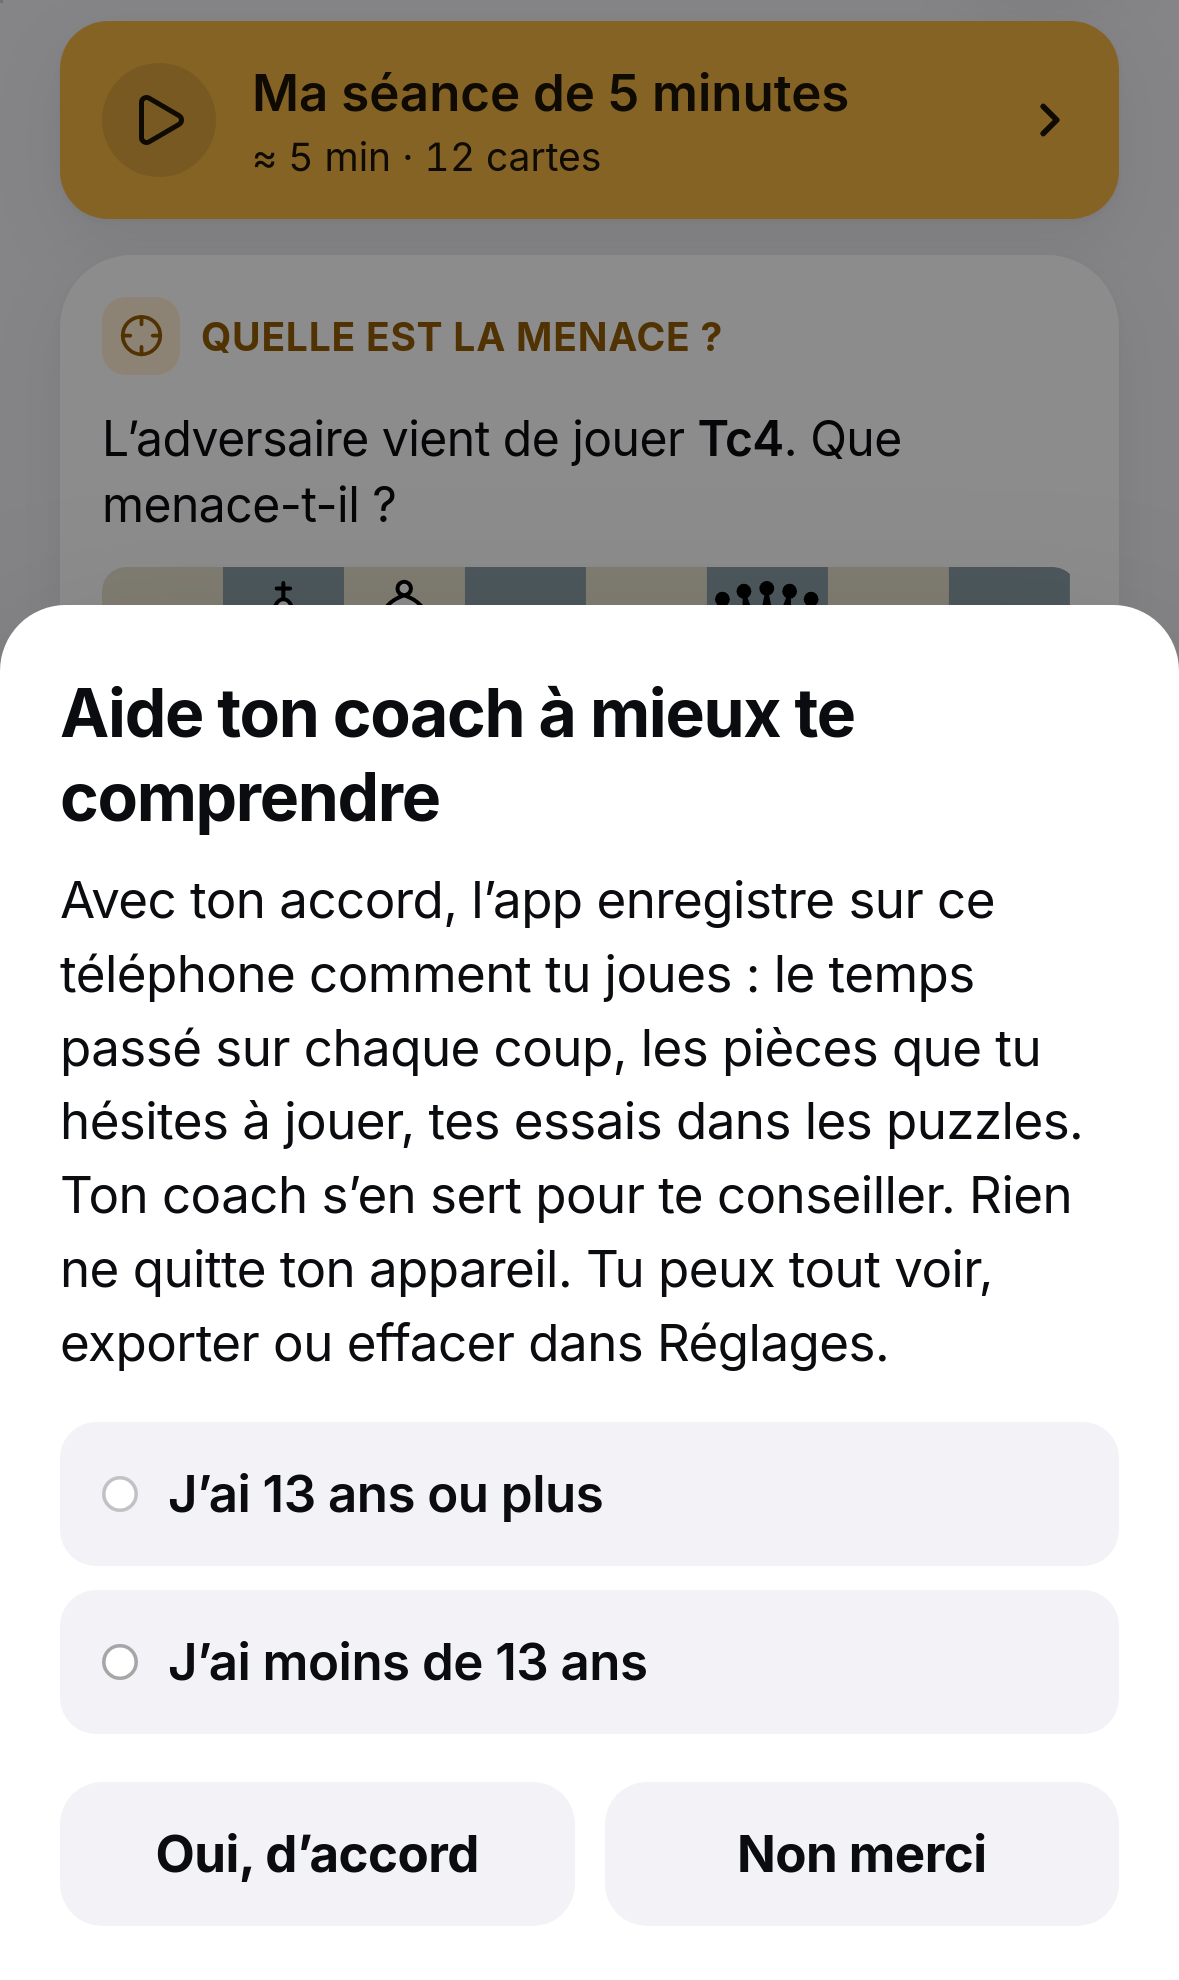 Ma séance de 5 minutes
≈ 5 min · 12 cartes
QUELLE EST LA MENACE ?
L’adversaire vient de jouer Tc4. Que
menace-t-il ?
Aide ton coach à mieux te
comprendre
Avec ton accord, l’app enregistre sur ce
téléphone comment tu joues : le temps
passé sur chaque coup, les pièces que tu
hésites à jouer, tes essais dans les puzzles.
Ton coach s’en sert pour te conseiller. Rien
ne quitte ton appareil. Tu peux tout voir,
exporter ou effacer dans Réglages.
J’ai 13 ans ou plus
J’ai moins de 13 ans
Oui, d’accord
Non merci